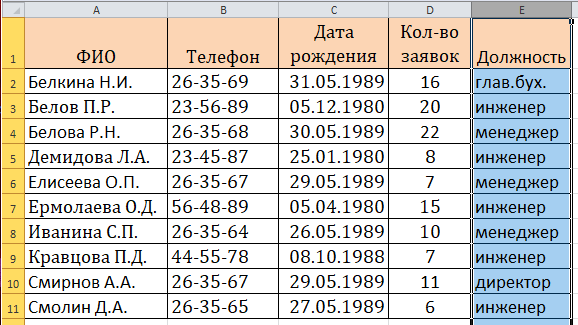 A B C D E
1 ФИО Телефон Дата рождения Кол-во заявок Должность
2 Белкина Н.И. 26-35-69 31.05.1989 16 глав.бух.
3 Белов П.Р. 23-56-89 05.12.1980 20 инженер
4 Белова Р.Н. 26-35-68 30.05.1989 22 менеджер
5 Демидова Л.А. 23-45-87 25.01.1980 8 инженер
6 Елисеева О.П. 26-35-67 29.05.1989 7 менеджер
7 Ермолаева О.Д. 56-48-89 05.04.1980 15 инженер
8 Иванина С.П. 26-35-64 26.05.1989 10 менеджер
9 Кравцова П.Д. 44-55-78 08.10.1988 7 инженер
10 Смирнов А.А. 26-35-67 29.05.1989 11 директор
11 Смолин Д.А. 26-35-65 27.05.1989 6 инженер